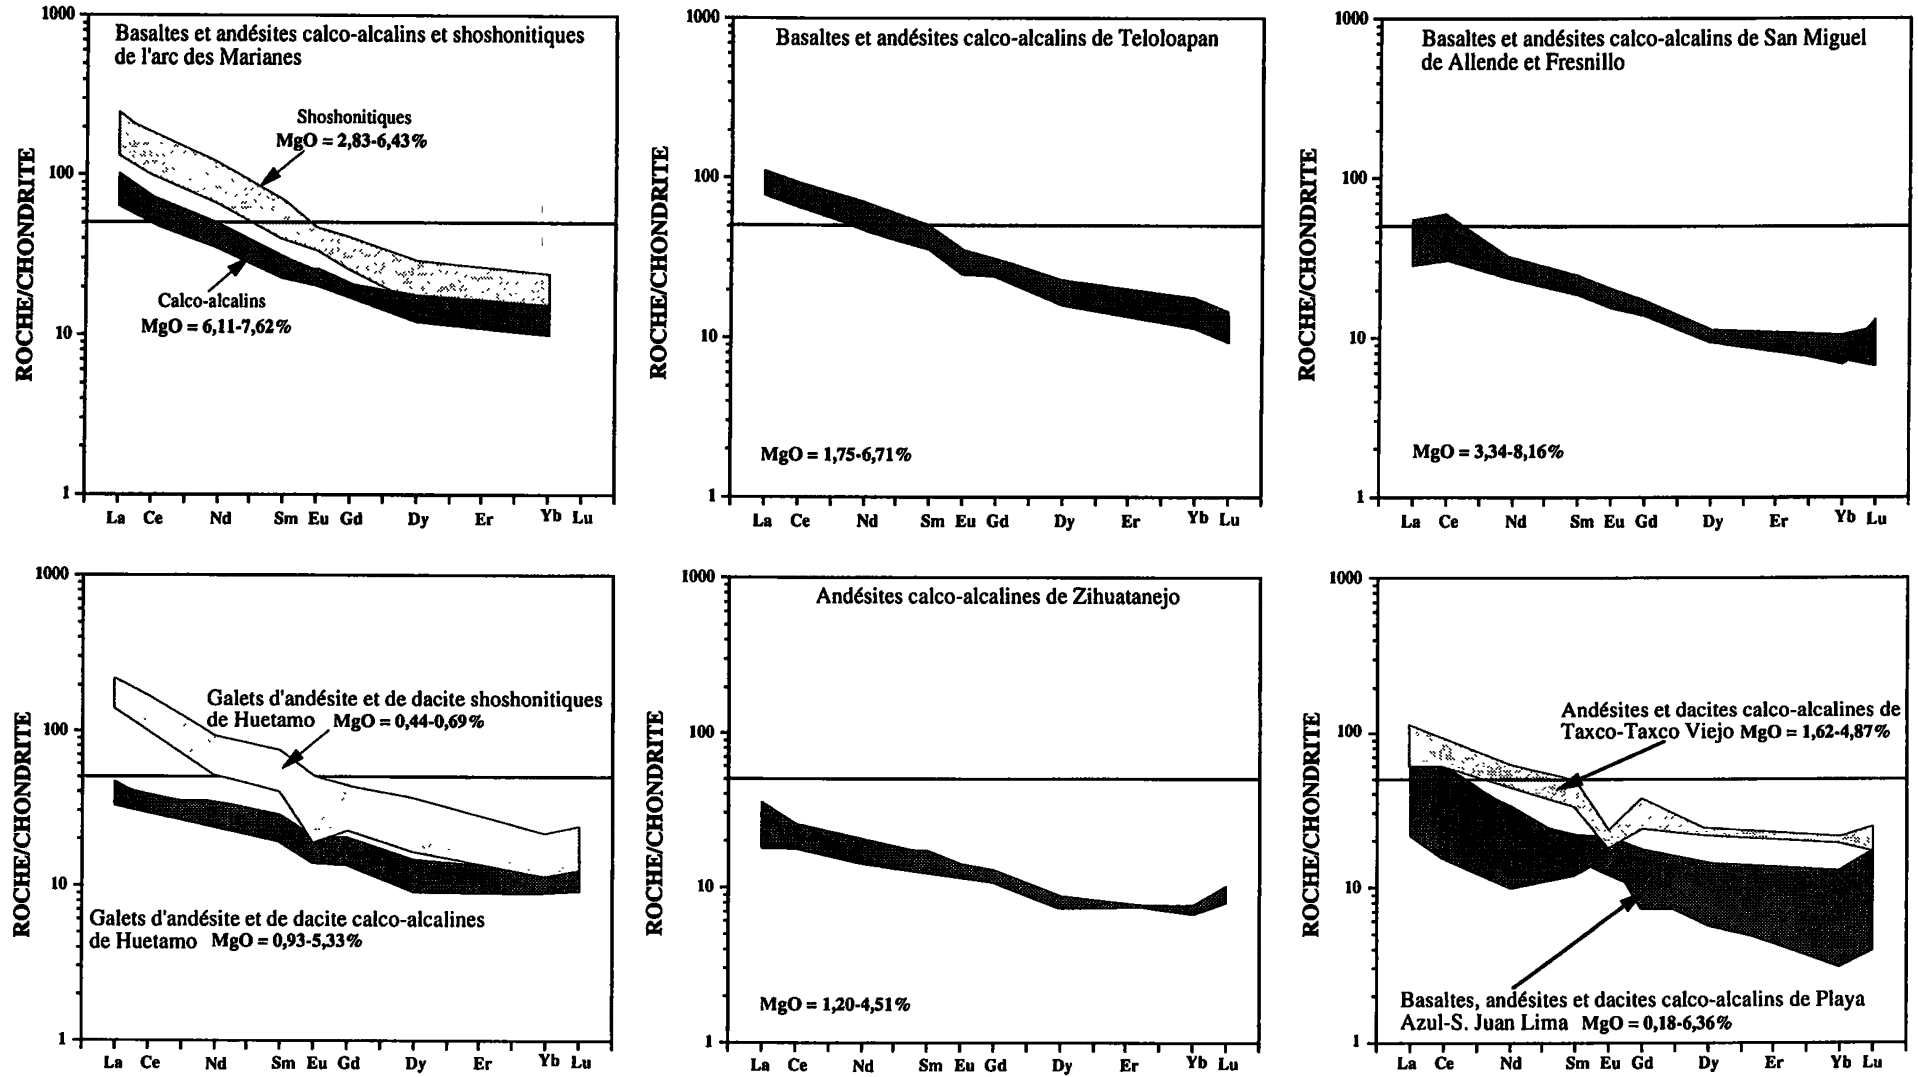 1000
Basaltes et andésites calco-alcalins et shoshonitiques
de l'arc des Marianes
Shoshonitiques
MgO = 2,83-6,43%
100
ROCHE/CHONDRITE
Calco-alcalins
MgO = 6,11-7,62%
10
1
La Ce Nd Sm Eu Gd Dy Er Yb Lu
1000
Basaltes et andésites calco-alcalins de Teloloapan
100
ROCHE/CHONDRITE
10
MgO = 1,75-6,71%
1
La Ce Nd Sm Eu Gd Dy Er Yb Lu
1000
Basaltes et andésites calco-alcalins de San Miguel
de Allende et Fresnillo
100
ROCHE/CHONDRITE
10
MgO = 3,34-8,16%
1
La Ce Nd Sm Eu Gd Dy Er Yb Lu
1000
Galets d'andésite et de dacite shoshonitiques
de Huetamo MgO = 0,44-0,69%
100
ROCHE/CHONDRITE
10
Galets d'andésite et de dacite calco-alcalines
de Huetamo MgO = 0,93-5,33%
1
La Ce Nd Sm Eu Gd Dy Er Yb Lu
1000
Andésites calco-alcalines de Zihuatanejo
100
ROCHE/CHONDRITE
10
MgO = 1,20-4,51%
1
La Ce Nd Sm Eu Gd Dy Er Yb Lu
1000
Andésites et dacites calco-alcalines de
Taxco-Taxco Viejo MgO = 1,62-4,87%
100
ROCHE/CHONDRITE
10
Basaltes, andésites et dacites calco-alcalins de Playa
Azul-S. Juan Lima MgO = 0,18-6,36%
1
La Ce Nd Sm Eu Gd Dy Er Yb Lu